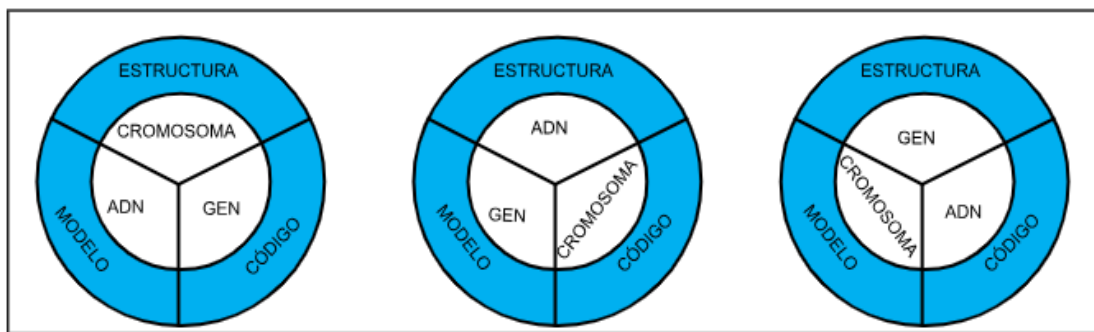 ESTRUCTURA
CROMOSOMA
ADN
GEN
MODELO
CÓDIGO
ESTRUCTURA
ADN
GEN
CROMOSOMA
MODELO
CÓDIGO
ESTRUCTURA
GEN
CROMOSOMA
ADN
MODELO
CÓDIGO